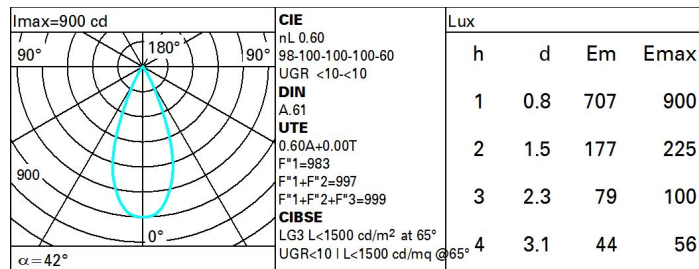 Imax=900 cd
90° 180° 90°
900
0°
α=42°
CIE
nL 0.60
98-100-100-100-60
UGR <10-<10
DIN
A.61
UTE
0.60A+0.00T
F"1=983
F"1+F"2=997
F"1+F"2+F"3=999
CIBSE
LG3 L<1500 cd/m² at 65°
UGR<10 | L<1500 cd/mq @65°
Lux
h d Em Emax
1 0.8 707 900
2 1.5 177 225
3 2.3 79 100
4 3.1 44 56